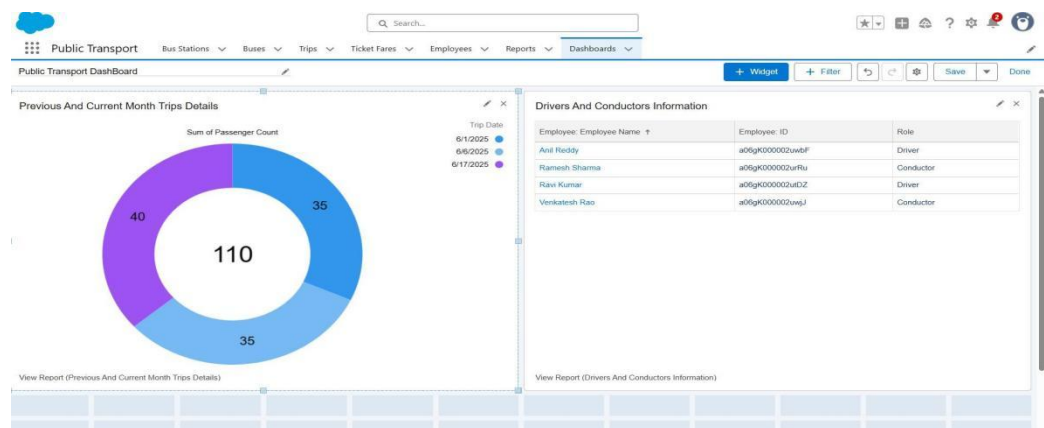 Search...
2
Public Transport Bus Stations Buses Trips Ticket Fares Employees Reports Dashboards
Public Transport DashBoard + Widget + Filter Save Done
Previous And Current Month Trips Details
Sum of Passenger Count
Trip Date
6/1/2025
6/6/2025
6/17/2025
35
40
110
35
View Report (Previous And Current Month Trips Details)
Drivers And Conductors Information
Employee: Employee Name ↑ Employee: ID Role
Anil Reddy a06gK000002uwbF Driver
Ramesh Sharma a06gK000002urRu Conductor
Ravi Kumar a06gK000002utDZ Driver
Venkatesh Rao a06gK000002uwjJ Conductor
View Report (Drivers And Conductors Information)